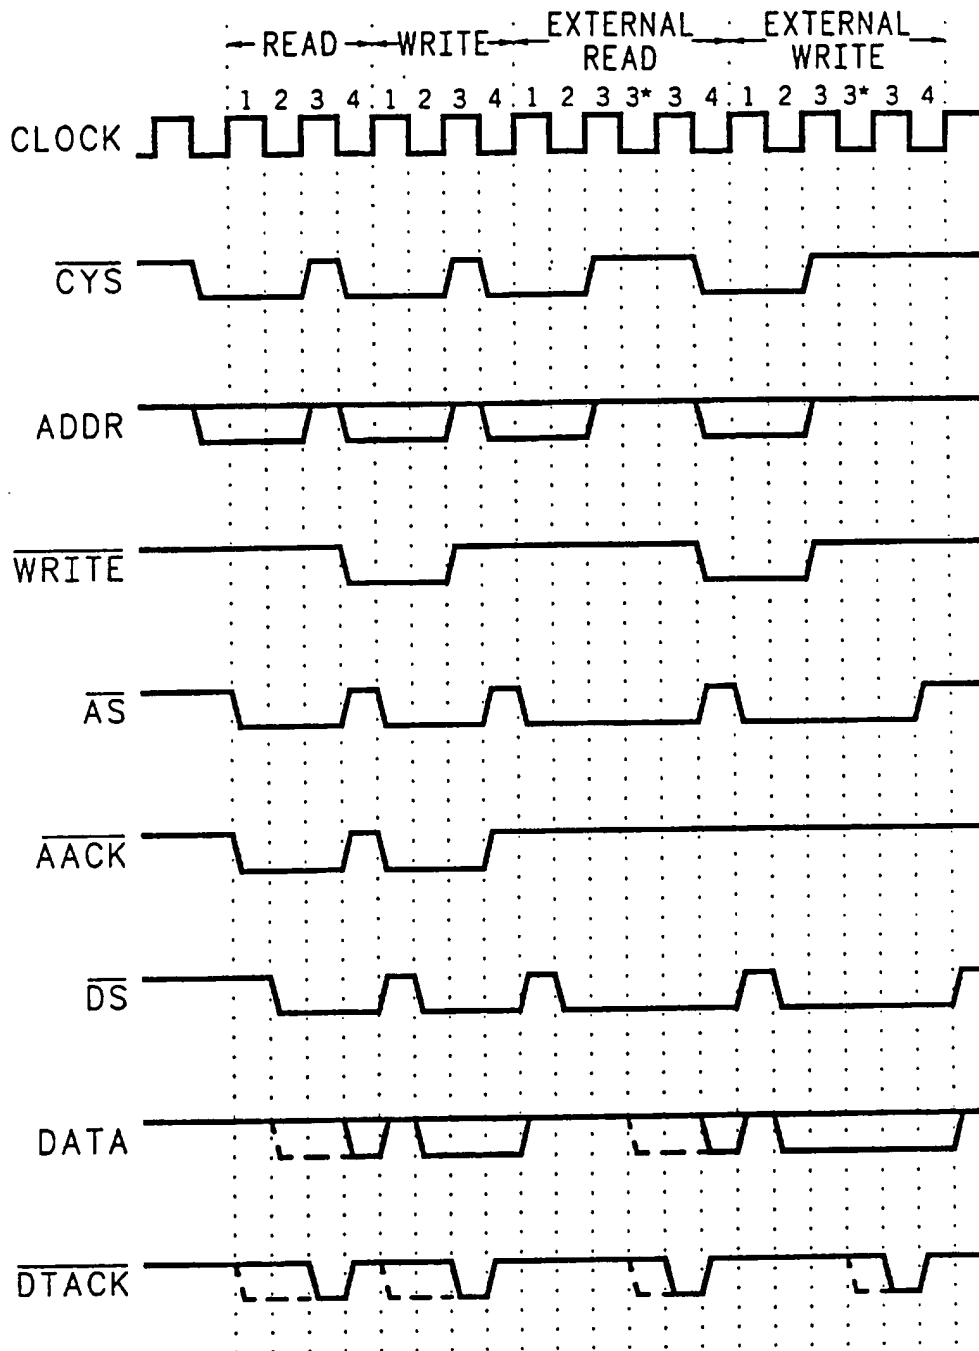 READ WRITE EXTERNAL READ EXTERNAL WRITE
1 2 3 4 1 2 3 4 1 2 3 3* 3 4 1 2 3 3* 3 4
CLOCK
CYS
ADDR
WRITE
AS
AACK
DS
DATA
DTACK